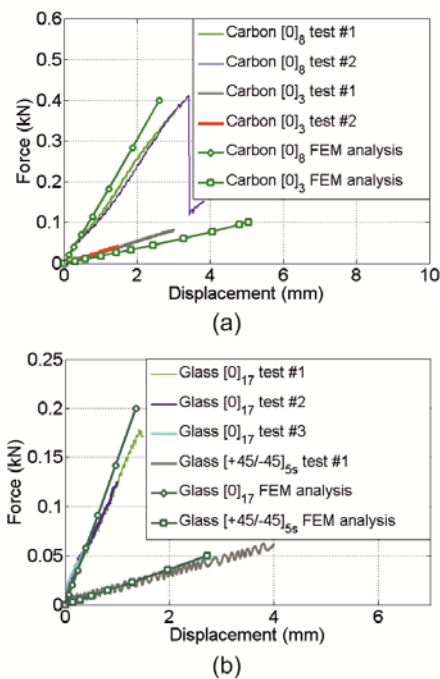 0.6
0.5
0.4
0.3
0.2
0.1
0
Force (kN)
Carbon [0]8 test #1
Carbon [0]8 test #2
Carbon [0]3 test #1
Carbon [0]3 test #2
Carbon [0]8 FEM analysis
Carbon [0]3 FEM analysis
0 2 4 6 8 10
Displacement (mm)
(a)
0.25
0.2
0.15
0.1
0.05
0
Force (kN)
Glass [0]17 test #1
Glass [0]17 test #2
Glass [0]17 test #3
Glass [+45/-45]5s test #1
Glass [0]17 FEM analysis
Glass [+45/-45]5s FEM analysis
0 2 4 6
Displacement (mm)
(b)